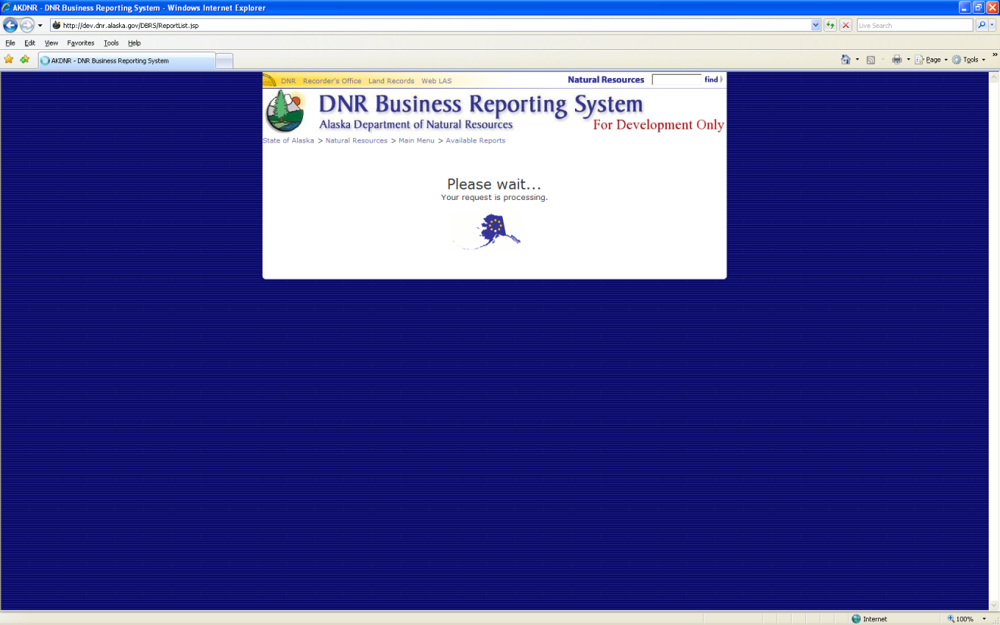 AKDNR - DNR Business Reporting System - Windows Internet Explorer
http://dev.dnr.alaska.gov/DBRS/ReportList.jsp
Live Search
File Edit View Favorites Tools Help
AKDNR - DNR Business Reporting System
Page Tools
DNR Recorder's Office Land Records Web LAS Natural Resources find
DNR Business Reporting System
Alaska Department of Natural Resources
For Development Only
State of Alaska > Natural Resources > Main Menu > Available Reports
Please wait...
Your request is processing.
Internet 100%